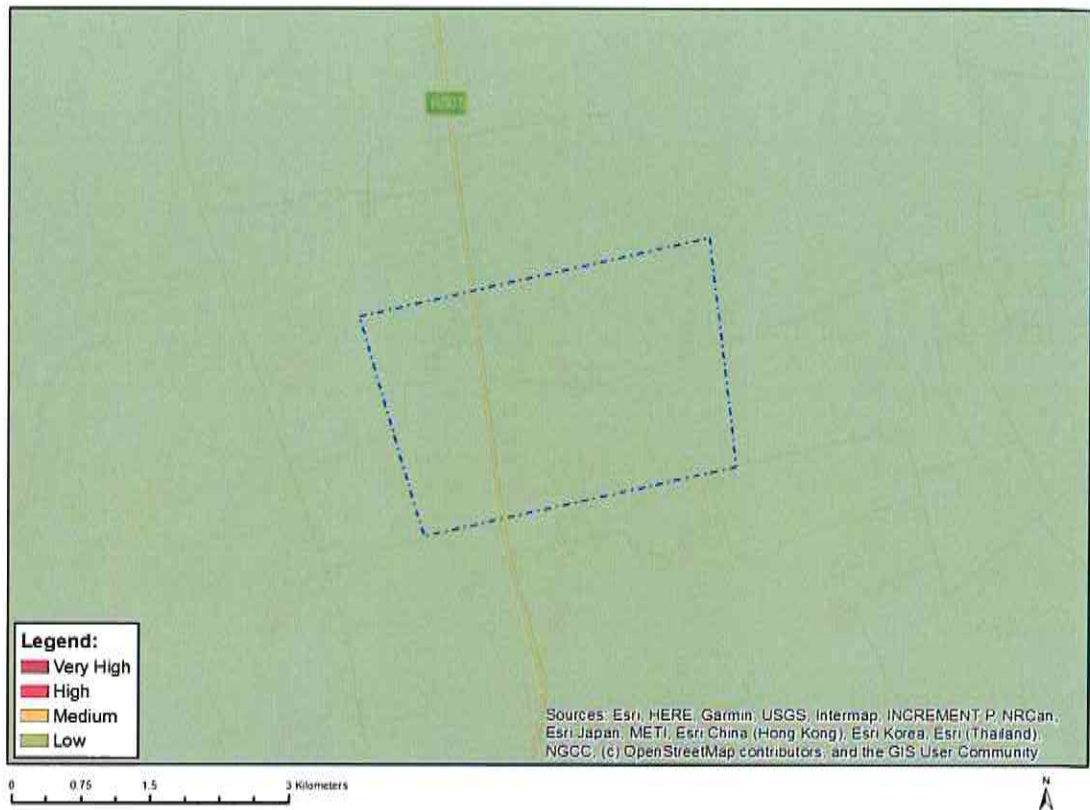 Legend:
Very High
High
Medium
Low
Sources: Esri, HERE, Garmin, USGS, Intermap, INCREMENT P, NRCan,
Esri Japan, METI, Esri China (Hong Kong), Esri Korea, Esri (Thailand),
NGCC, (c) OpenStreetMap contributors, and the GIS User Community
0 0.75 1.5 3 Kilometers
N